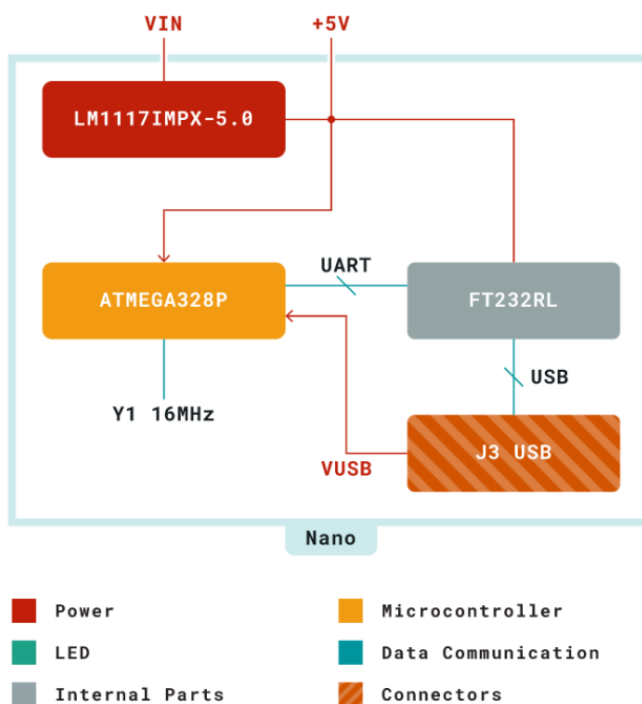 VIN
+5V
LM1117IMPX-5.0
UART
ATMEGA328P
FT232RL
USB
Y1 16MHz
J3 USB
VUSB
Nano
Power
Microcontroller
LED
Data Communication
Internal Parts
Connectors